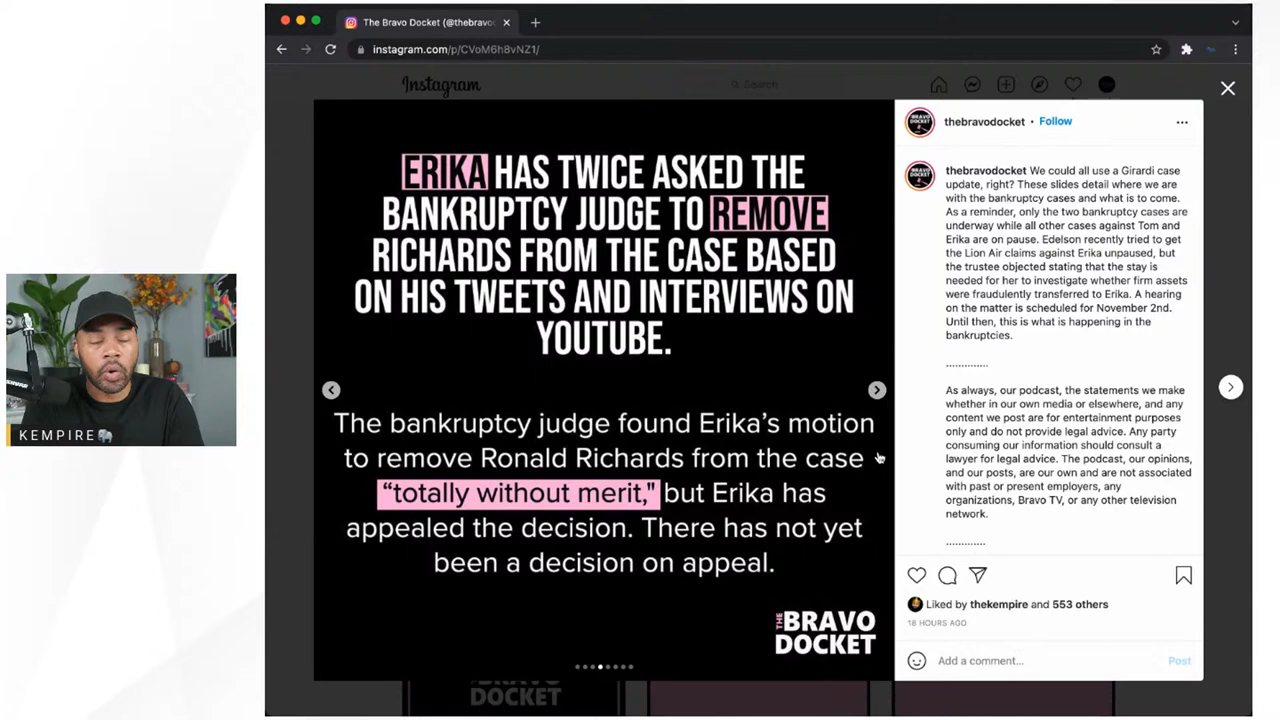 The Bravo Docket (@thebravodoc
instagram.com/p/CVoM6h8vNZ1/
Instagram
Search
ERIKA HAS TWICE ASKED THE
BANKRUPTCY JUDGE TO REMOVE
RICHARDS FROM THE CASE BASED
ON HIS TWEETS AND INTERVIEWS ON
YOUTUBE.
The bankruptcy judge found Erika's motion
to remove Ronald Richards from the case
“totally without merit," but Erika has
appealed the decision. There has not yet
been a decision on appeal.
THE BRAVO
DOCKET
thebravodocket • Follow
thebravodocket We could all use a Girardi case
update, right? These slides detail where we are
with the bankruptcy cases and what is to come.
As a reminder, only the two bankruptcy cases are
underway while all other cases against Tom and
Erika are on pause. Edelson recently tried to get
the Lion Air claims against Erika unpaused, but
the trustee objected stating that the stay is
needed for her to investigate whether firm assets
were fraudulently transferred to Erika. A hearing
on the matter is scheduled for November 2nd.
Until then, this is what is happening in the
bankruptcies.
..............
As always, our podcast, the statements we make
whether in our own media or elsewhere, and any
content we post are for entertainment purposes
only and do not provide legal advice. Any party
consuming our information should consult a
lawyer for legal advice. The podcast, our opinions,
and our posts, are our own and are not associated
with past or present employers, any
organizations, Bravo TV, or any other television
network.
.............
Liked by thekempire and 553 others
18 HOURS AGO
Add a comment...
Post
KEMPIRE
BRAVO
DOCKET